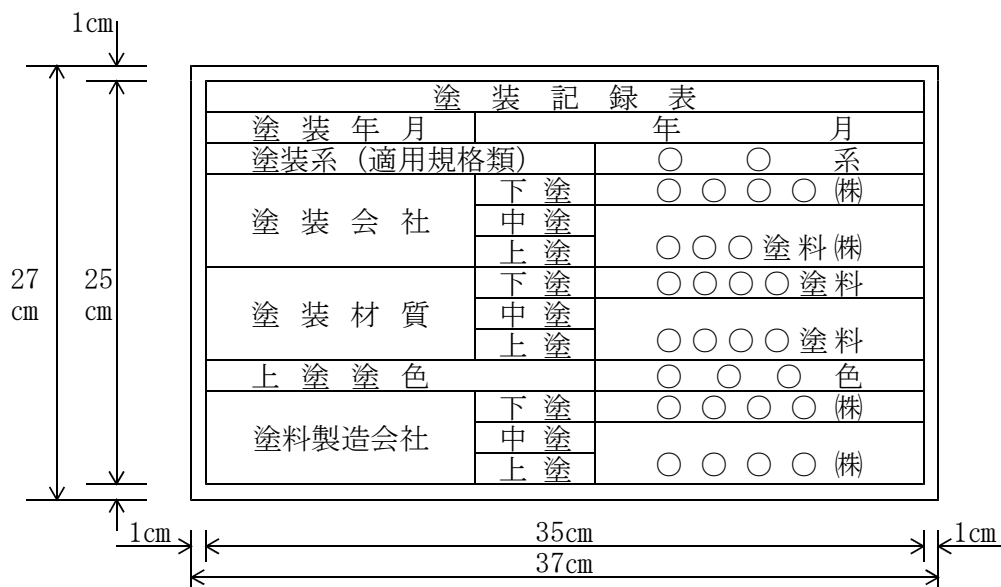 1cm
塗装記録表
塗装年月 年 月
塗装系(適用規格類) ○ ○ 系
塗装会社 下塗 ○○○○㈱
中塗
上塗 ○○○塗料㈱
塗装材質 下塗 ○○○○塗料
中塗
上塗 ○○○○塗料
上塗塗色 ○ ○ ○ 色
塗料製造会社 下塗 ○○○○㈱
中塗
上塗 ○○○○㈱
27
cm
25
cm
1cm 35cm 1cm
37cm